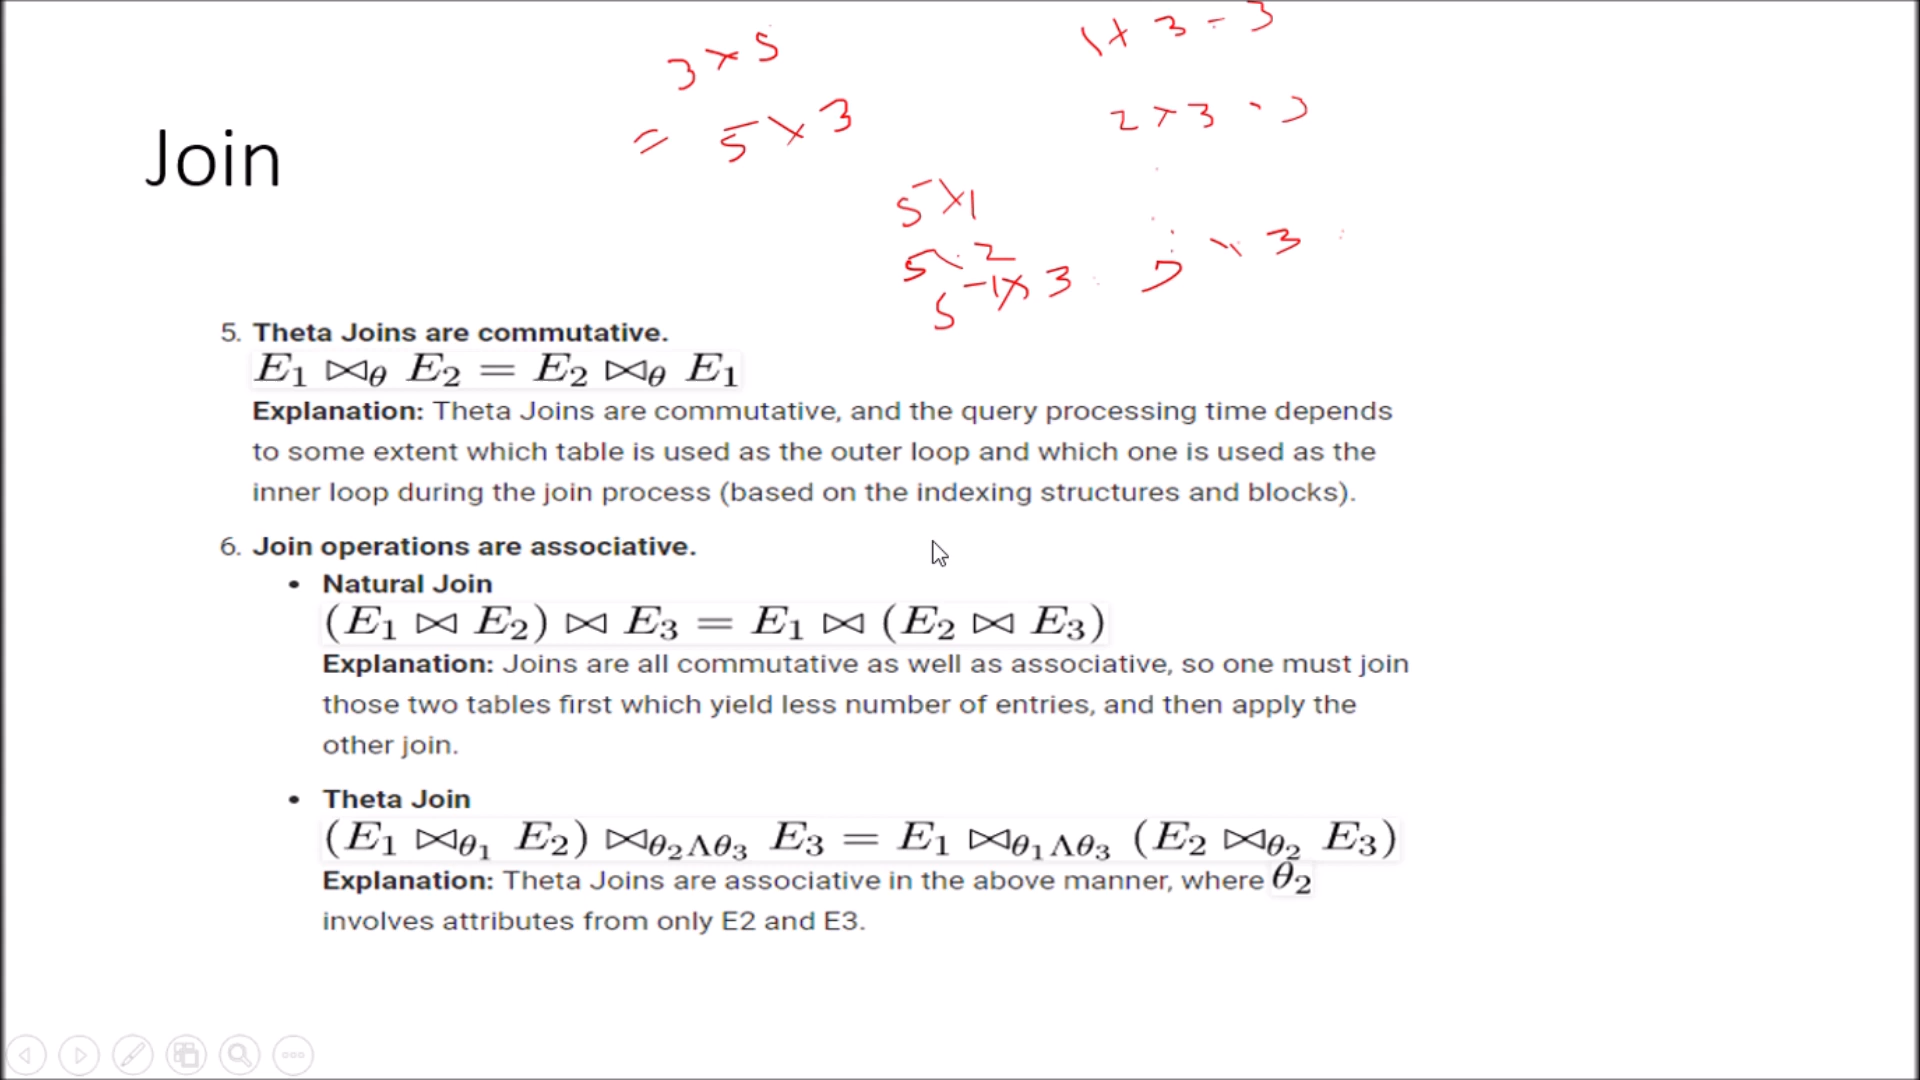 3 × 5
= 5 × 3
1 × 3 = 3
2 × 3
5 × 1
5 2
5 × 3
× 3
Join
5. Theta Joins are commutative.
E₁ ⋈θ E₂ = E₂ ⋈θ E₁
Explanation: Theta Joins are commutative, and the query processing time depends
to some extent which table is used as the outer loop and which one is used as the
inner loop during the join process (based on the indexing structures and blocks).
6. Join operations are associative.
• Natural Join
(E₁ ⋈ E₂) ⋈ E₃ = E₁ ⋈ (E₂ ⋈ E₃)
Explanation: Joins are all commutative as well as associative, so one must join
those two tables first which yield less number of entries, and then apply the
other join.
• Theta Join
(E₁ ⋈θ₁ E₂) ⋈θ₂Λθ₃ E₃ = E₁ ⋈θ₁Λθ₃ (E₂ ⋈θ₂ E₃)
Explanation: Theta Joins are associative in the above manner, where θ₂
involves attributes from only E2 and E3.